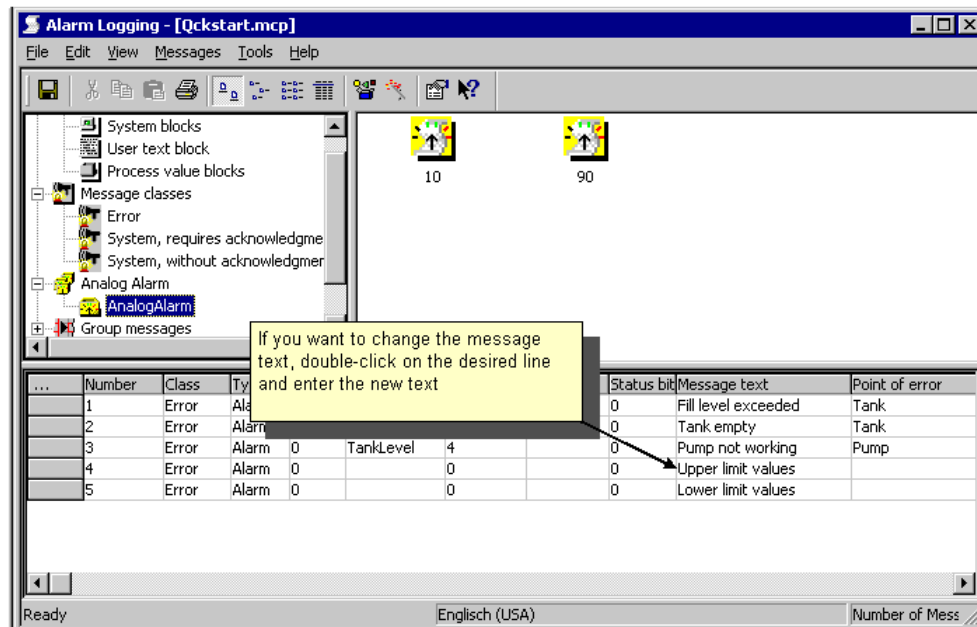 Alarm Logging - [Qckstart.mcp]
File Edit View Messages Tools Help
System blocks
User text block
Process value blocks
Message classes
Error
System, requires acknowledgme
System, without acknowledgmer
Analog Alarm
AnalogAlarm
Group messages
10 90
If you want to change the message
text, double-click on the desired line
and enter the new text
... Number Class Ty Status bit Message text Point of error
1 Error Ala 0 Fill level exceeded Tank
2 Error Alarm 0 Tank empty Tank
3 Error Alarm 0 TankLevel 4 0 Pump not working Pump
4 Error Alarm 0 0 0 Upper limit values
5 Error Alarm 0 0 0 Lower limit values
Ready Englisch (USA) Number of Mess